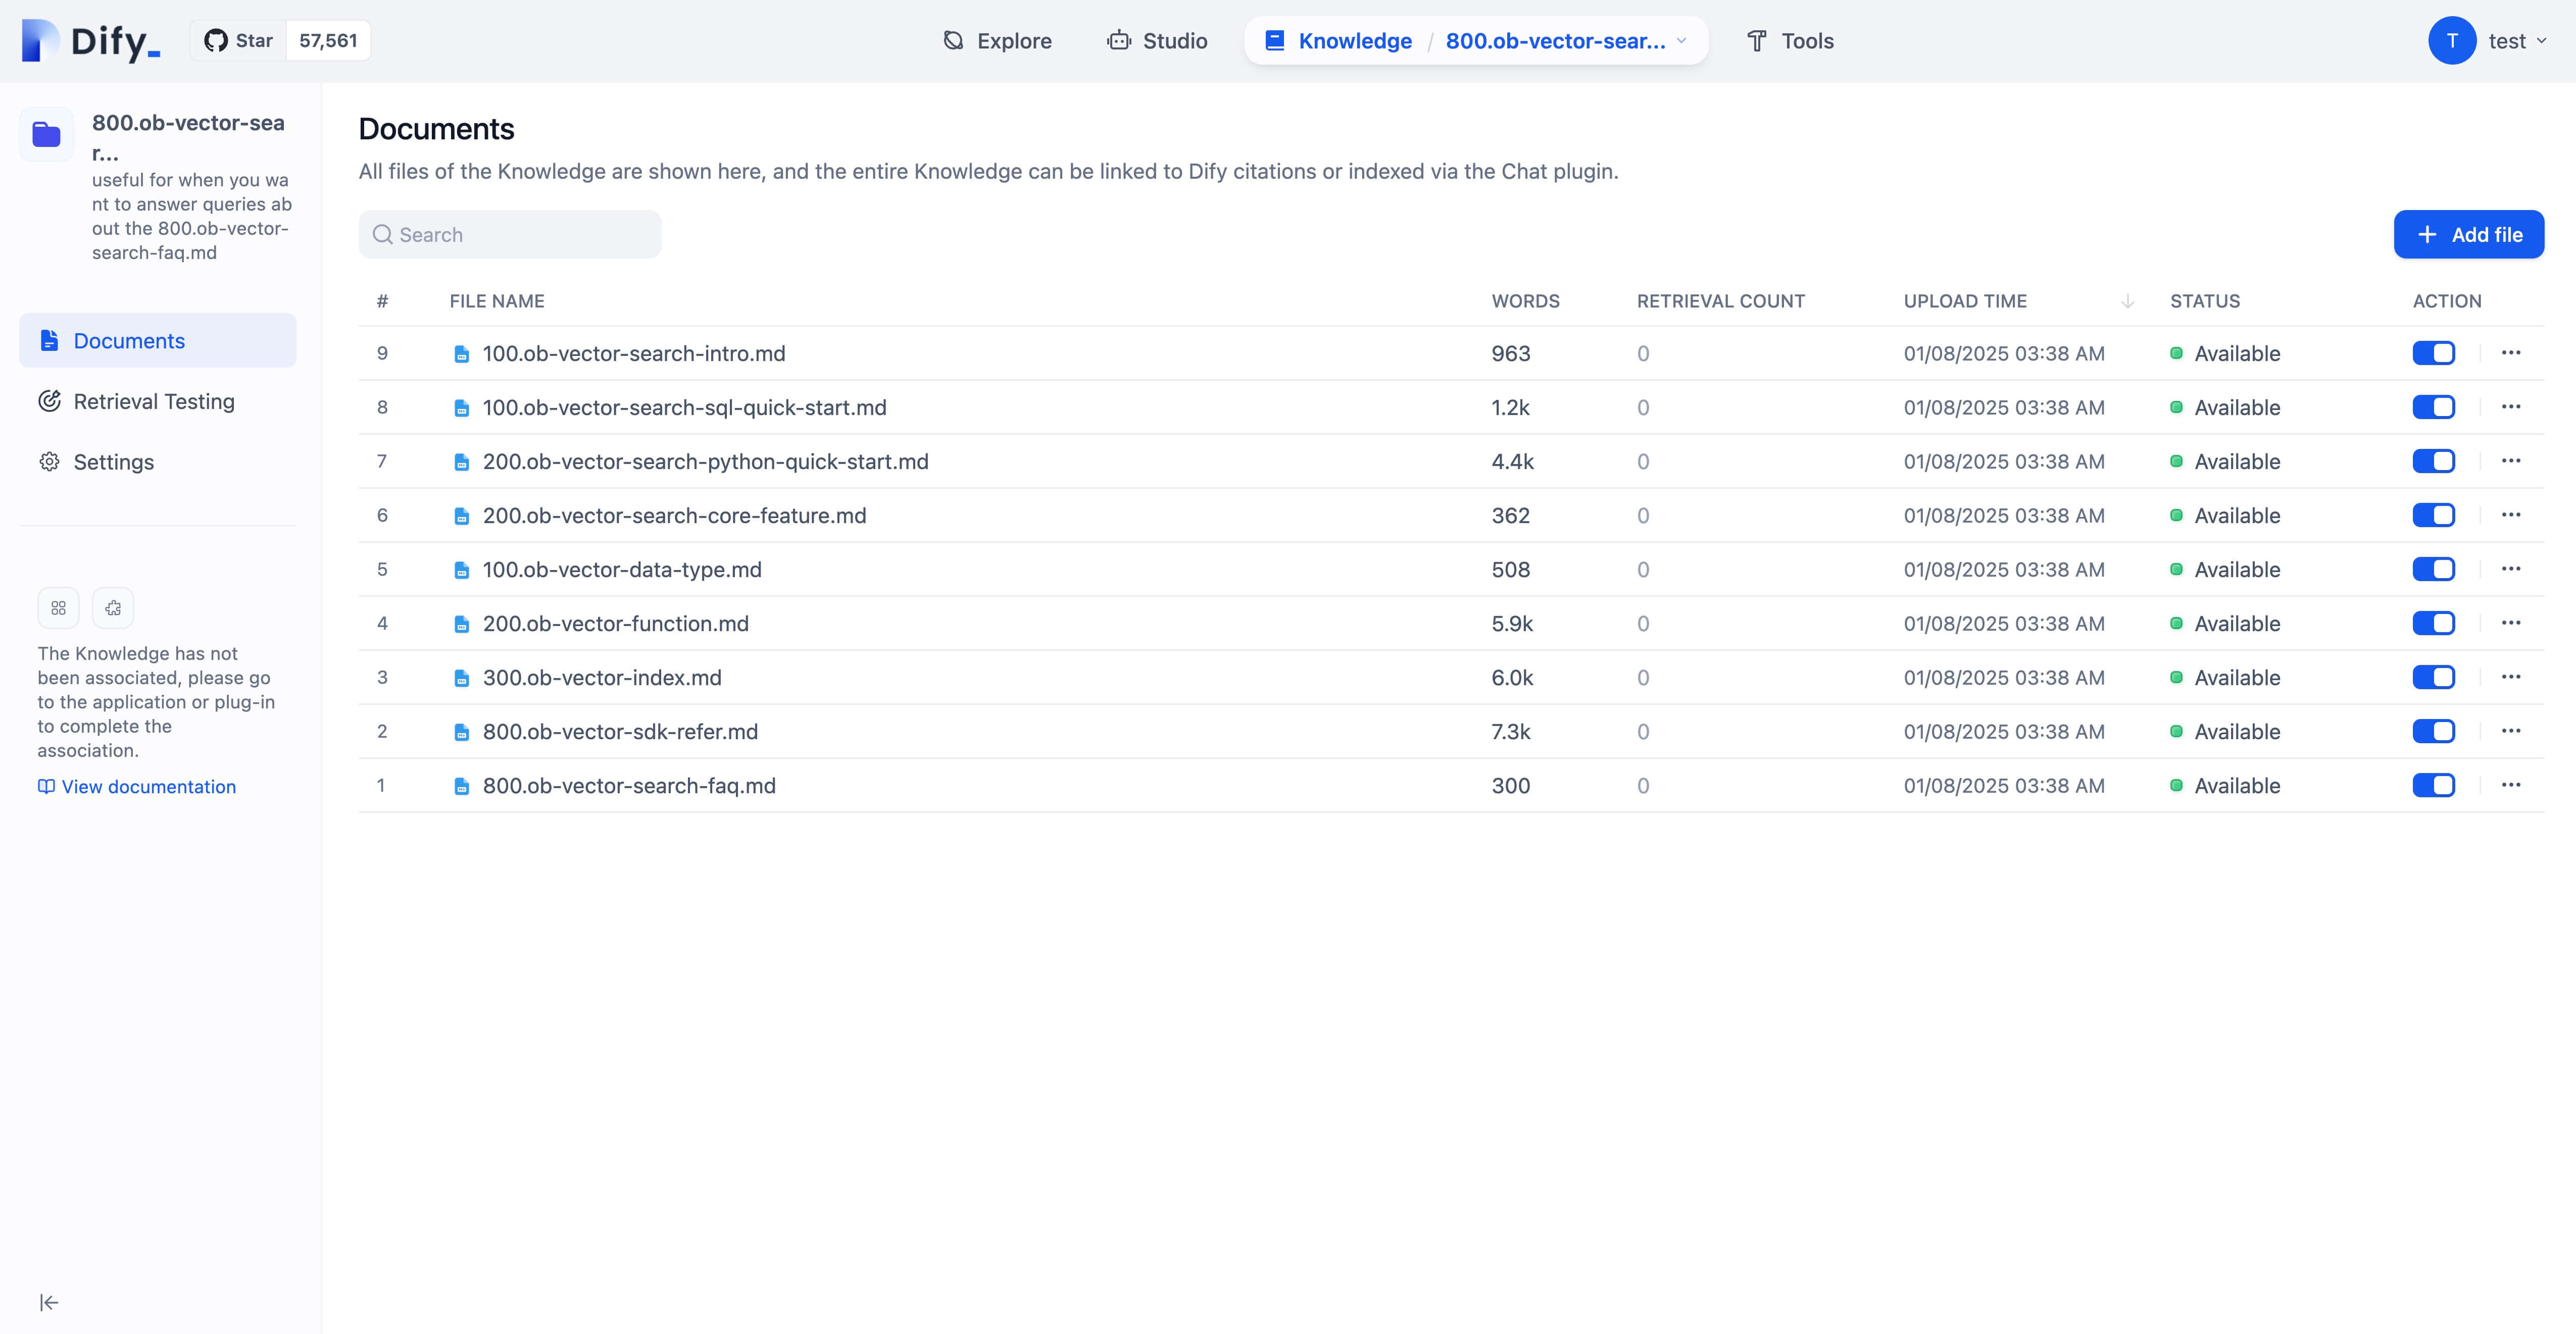 Dify_
Star 57,561
Explore
Studio
Knowledge / 800.ob-vector-sear...
Tools
T test
800.ob-vector-sea
r...
useful for when you wa
nt to answer queries ab
out the 800.ob-vector-
search-faq.md
Documents
Retrieval Testing
Settings
The Knowledge has not
been associated, please go
to the application or plug-in
to complete the
association.
View documentation
Documents
All files of the Knowledge are shown here, and the entire Knowledge can be linked to Dify citations or indexed via the Chat plugin.
Search
+ Add file
# FILE NAME WORDS RETRIEVAL COUNT UPLOAD TIME STATUS ACTION
9 100.ob-vector-search-intro.md 963 0 01/08/2025 03:38 AM Available
8 100.ob-vector-search-sql-quick-start.md 1.2k 0 01/08/2025 03:38 AM Available
7 200.ob-vector-search-python-quick-start.md 4.4k 0 01/08/2025 03:38 AM Available
6 200.ob-vector-search-core-feature.md 362 0 01/08/2025 03:38 AM Available
5 100.ob-vector-data-type.md 508 0 01/08/2025 03:38 AM Available
4 200.ob-vector-function.md 5.9k 0 01/08/2025 03:38 AM Available
3 300.ob-vector-index.md 6.0k 0 01/08/2025 03:38 AM Available
2 800.ob-vector-sdk-refer.md 7.3k 0 01/08/2025 03:38 AM Available
1 800.ob-vector-search-faq.md 300 0 01/08/2025 03:38 AM Available